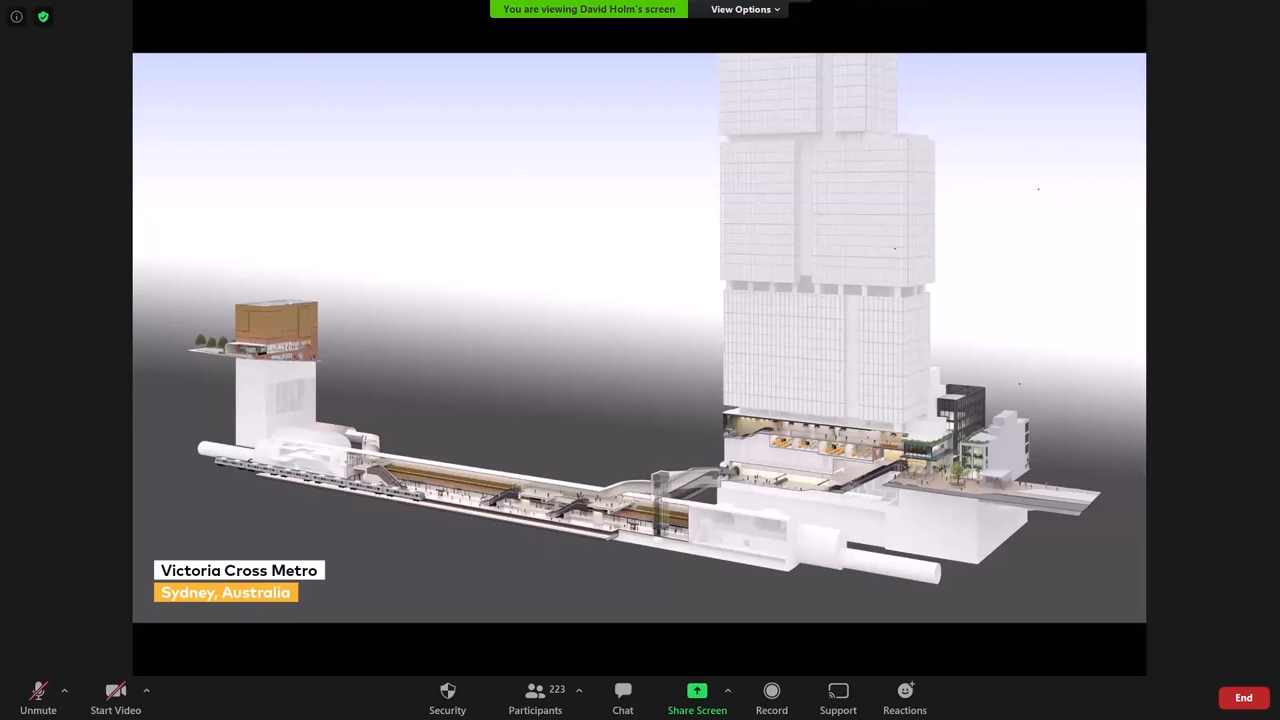 You are viewing David Holm's screen
View Options
Victoria Cross Metro
Sydney, Australia
Unmute
Start Video
Security
223
Participants
Chat
Share Screen
Record
Support
Reactions
End